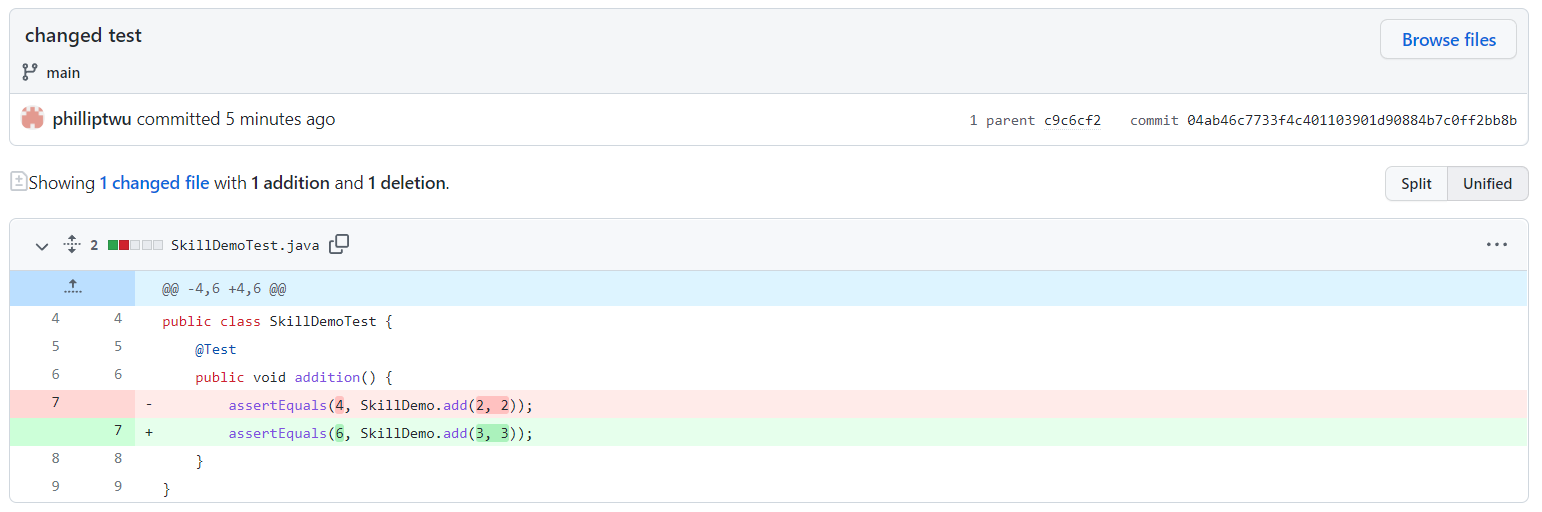 changed test
Browse files
main
philliptwu committed 5 minutes ago 1 parent c9c6cf2 commit 04ab46c7733f4c401103901d90884b7c0ff2bb8b
Showing 1 changed file with 1 addition and 1 deletion. Split Unified
2 SkillDemoTest.java
@@ -4,6 +4,6 @@
4 4 public class SkillDemoTest {
5 5 @Test
6 6 public void addition() {
7 - assertEquals(4, SkillDemo.add(2, 2));
7 + assertEquals(6, SkillDemo.add(3, 3));
8 8 }
9 9 }